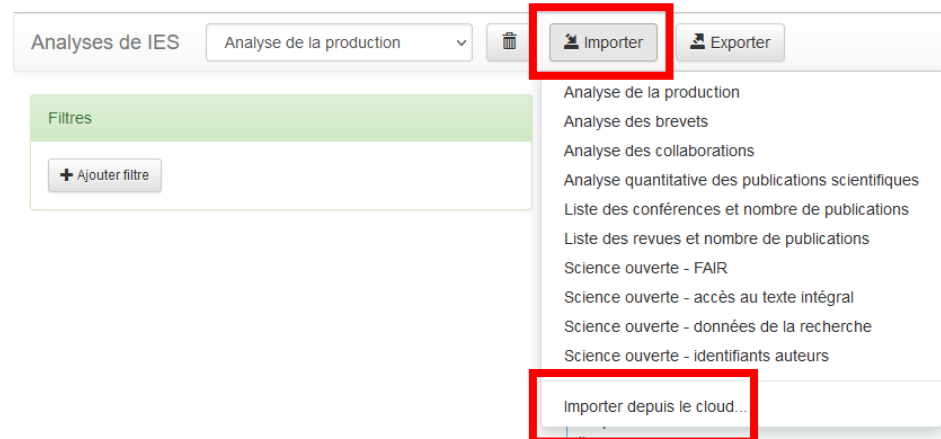 Analyses de IES
Analyse de la production
Importer
Exporter
Filtres
Ajouter filtre
Analyse de la production
Analyse des brevets
Analyse des collaborations
Analyse quantitative des publications scientifiques
Liste des conférences et nombre de publications
Liste des revues et nombre de publications
Science ouverte - FAIR
Science ouverte - accès au texte intégral
Science ouverte - données de la recherche
Science ouverte - identifiants auteurs
Importer depuis le cloud...